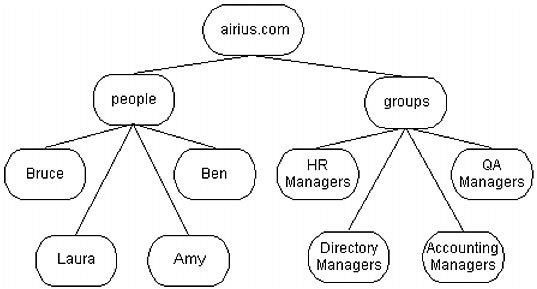 airius.com
people
groups
Bruce
Ben
HR
Managers
QA
Managers
Laura
Amy
Directory
Managers
Accounting
Managers